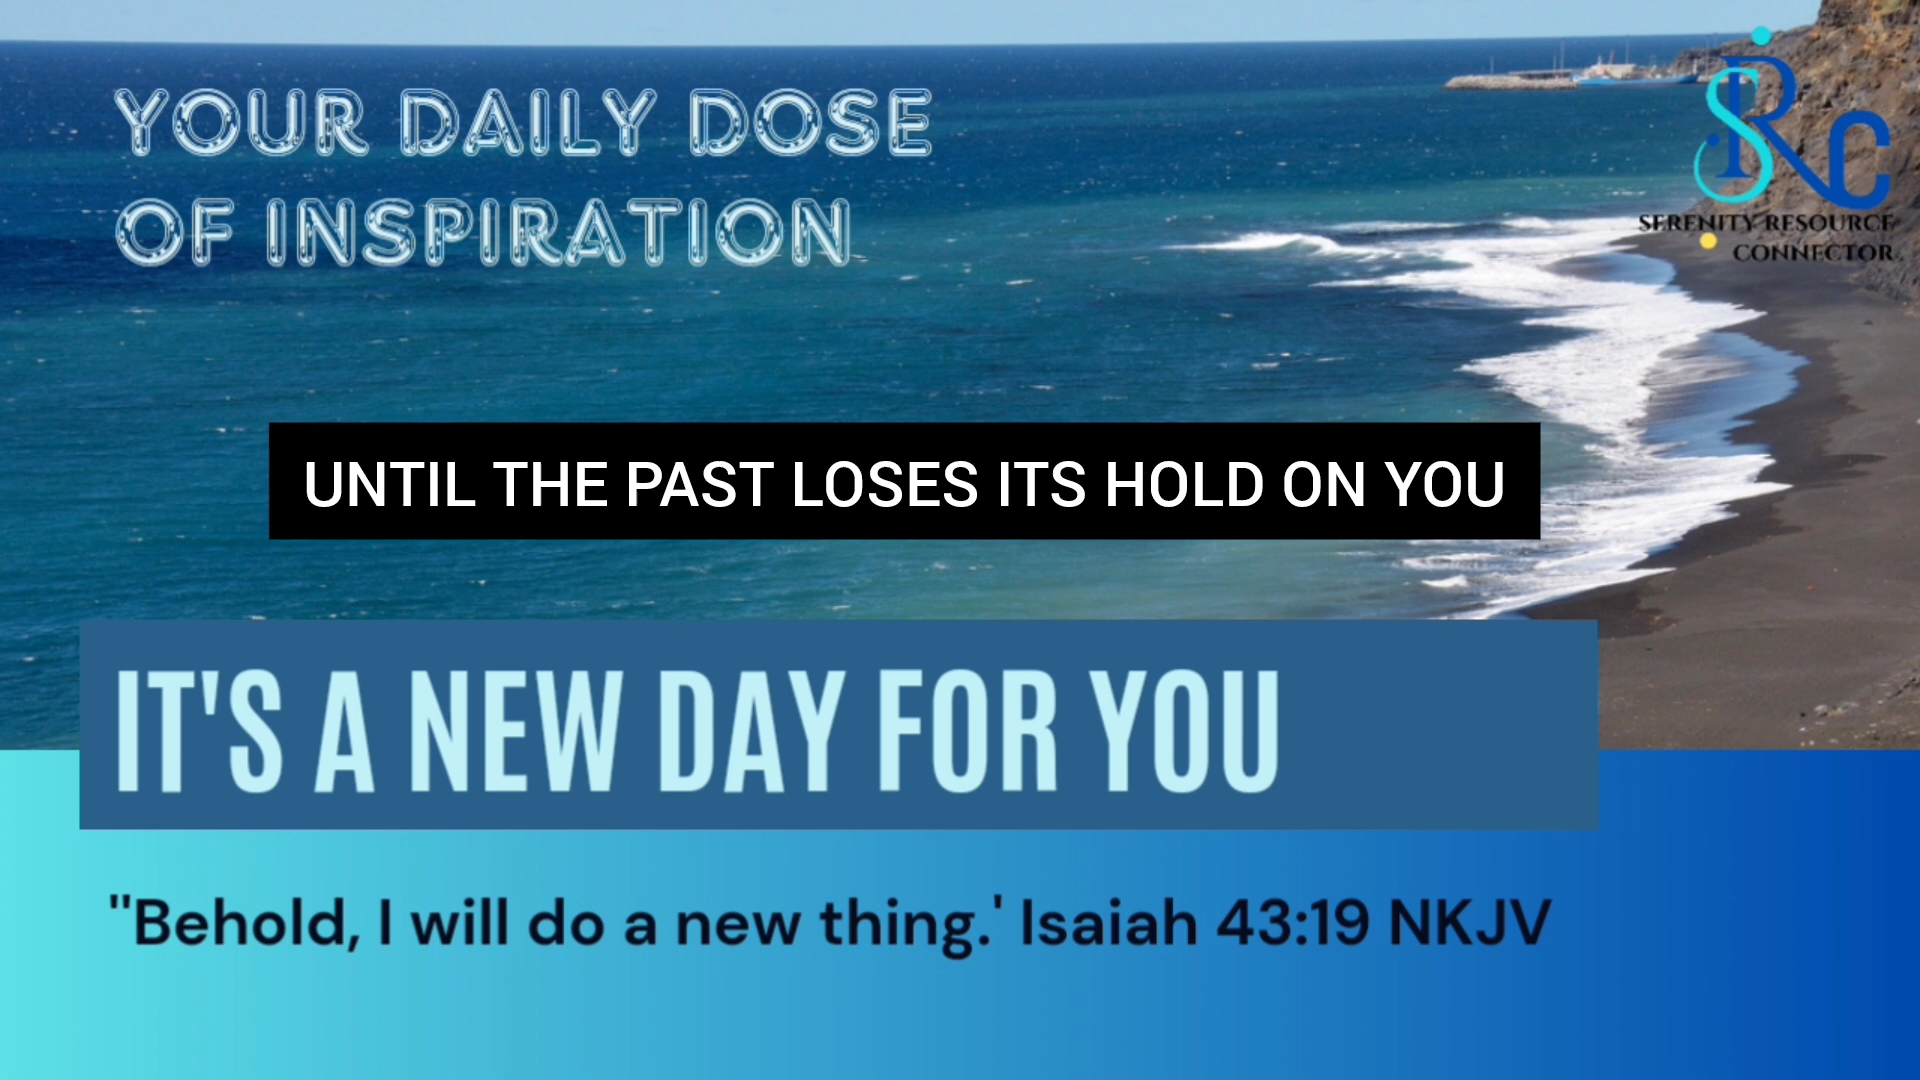 YOUR DAILY DOSE
OF INSPIRATION
SRC
SERENITY RESOURCE
CONNECTOR
UNTIL THE PAST LOSES ITS HOLD ON YOU
IT'S A NEW DAY FOR YOU
"Behold, I will do a new thing.' Isaiah 43:19 NKJV